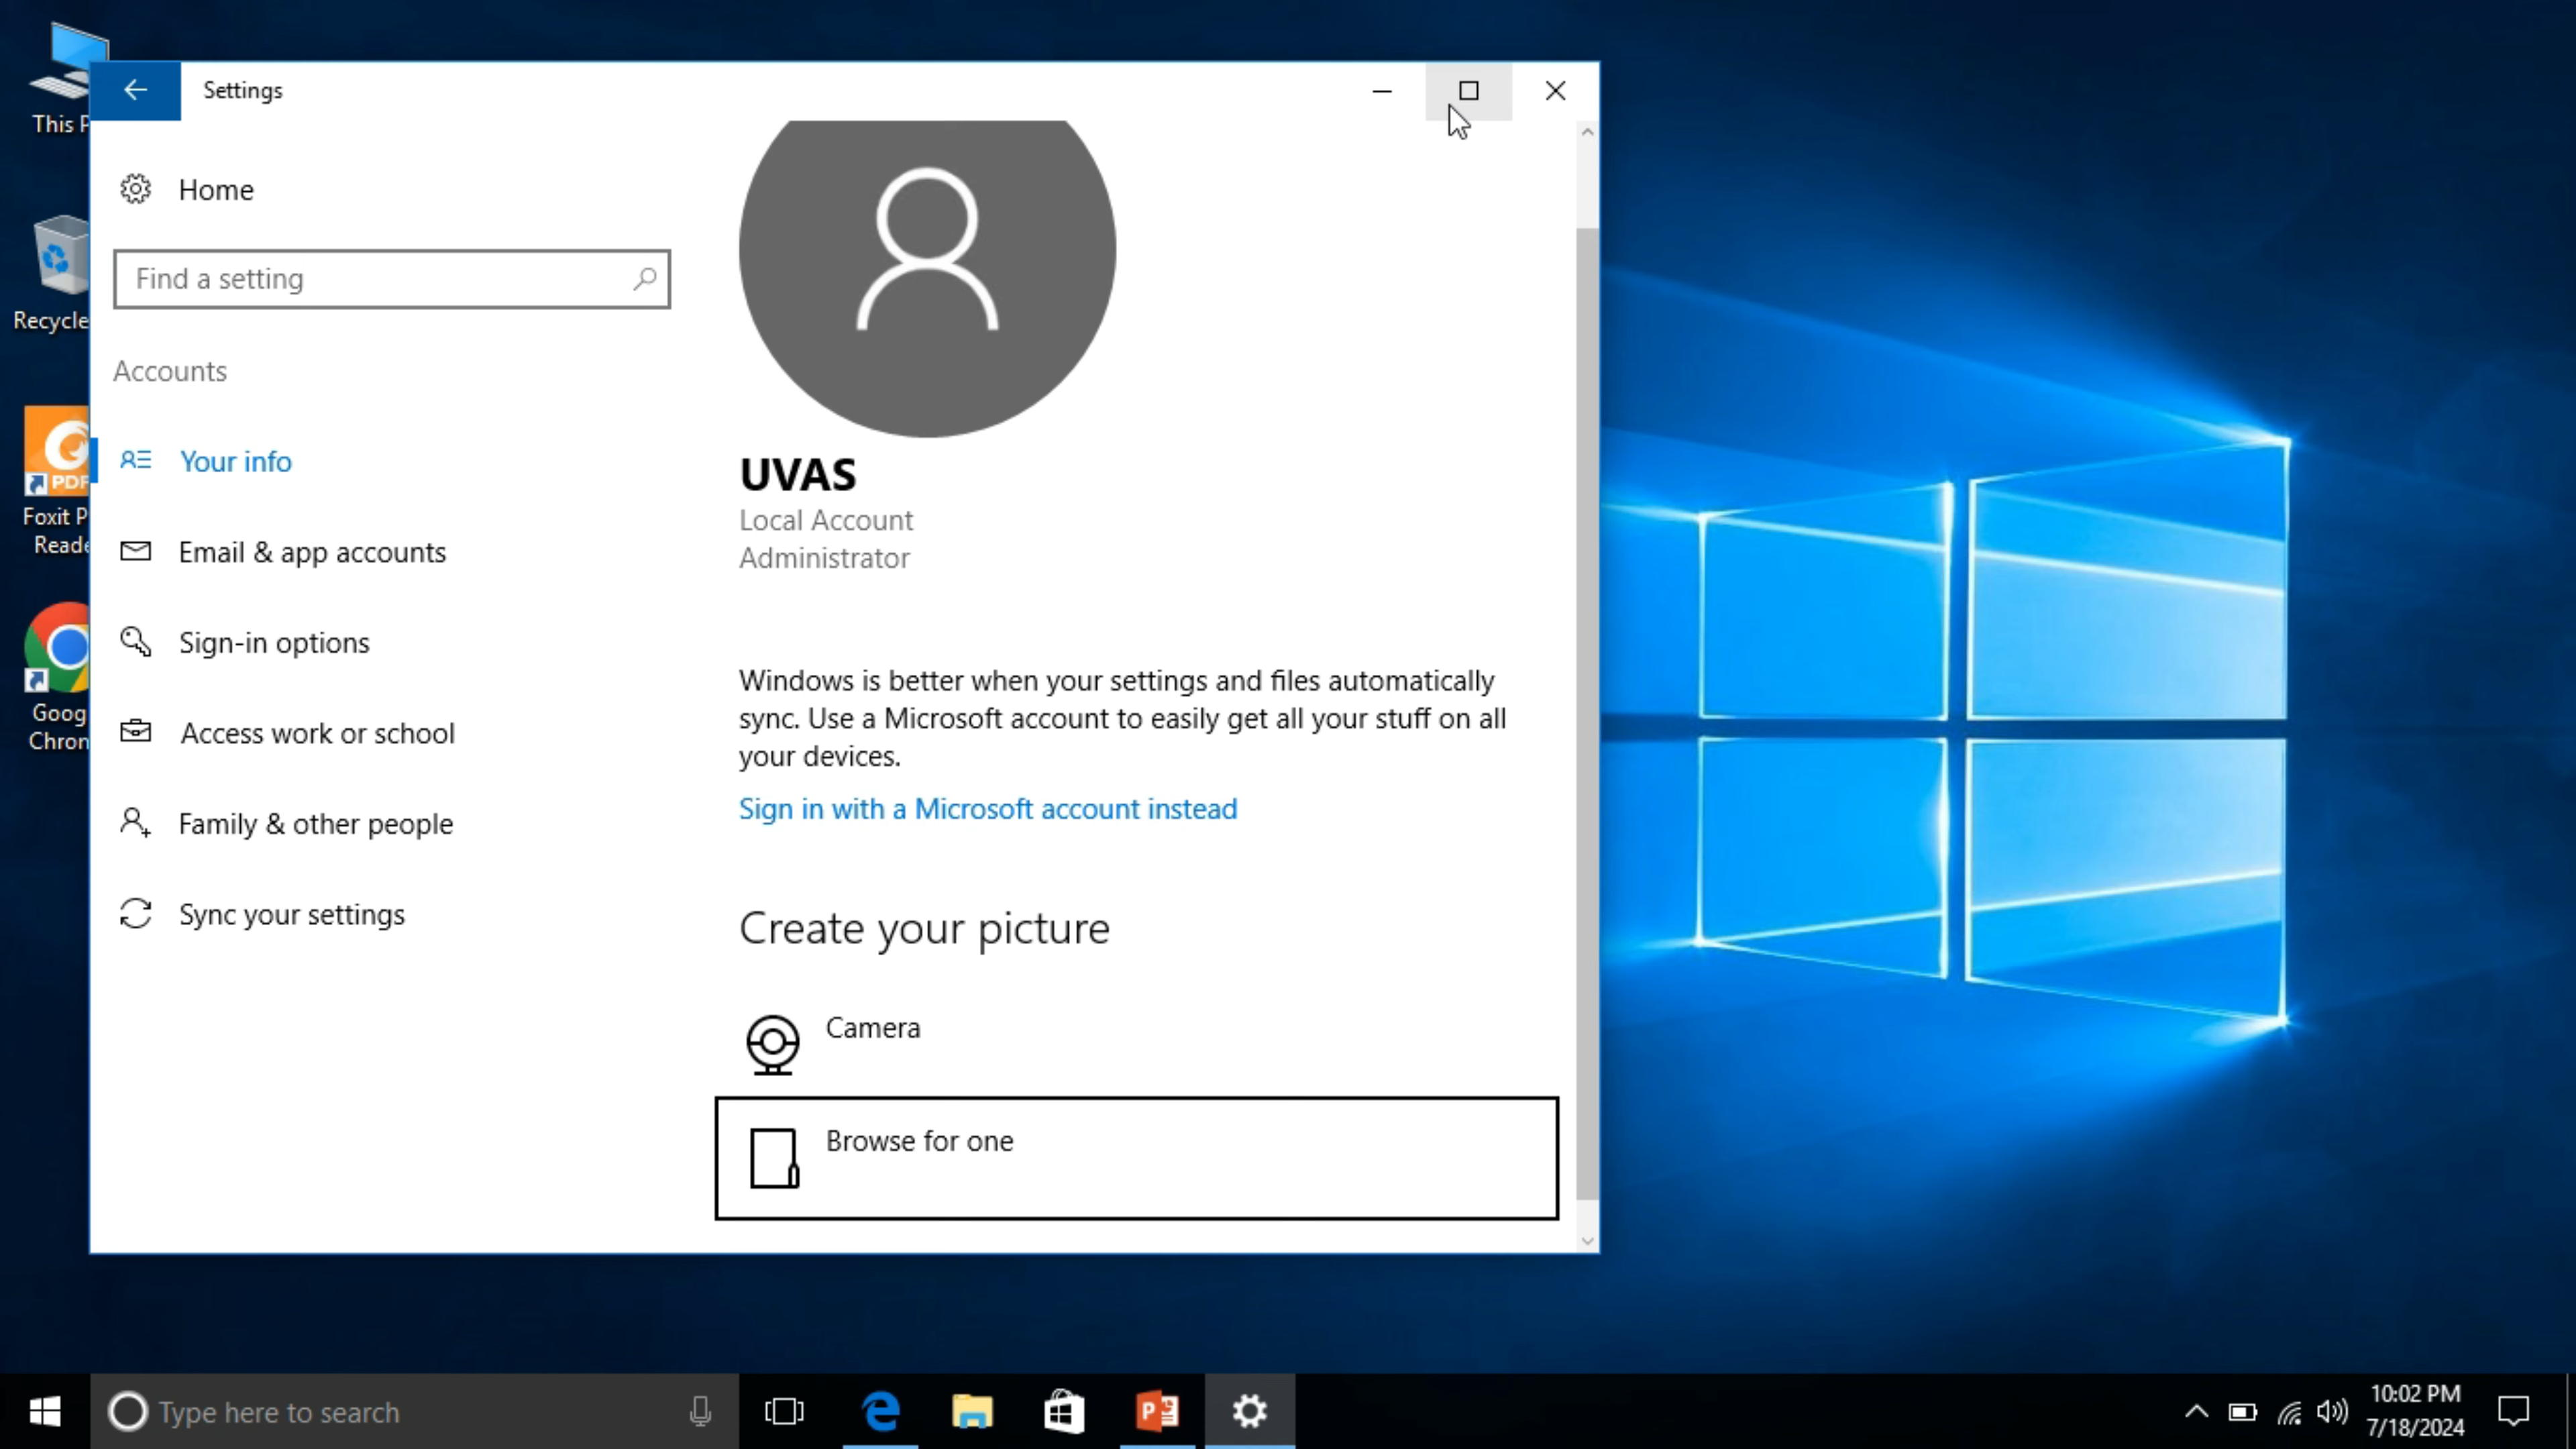 This P
Recycle
PDF
Foxit P
Reade
Goog
Chron
Settings
Home
Find a setting
Accounts
Your info
Email & app accounts
Sign-in options
Access work or school
Family & other people
Sync your settings
UVAS
Local Account
Administrator
Windows is better when your settings and files automatically
sync. Use a Microsoft account to easily get all your stuff on all
your devices.
Sign in with a Microsoft account instead
Create your picture
Camera
Browse for one
Type here to search
10:02 PM
7/18/2024